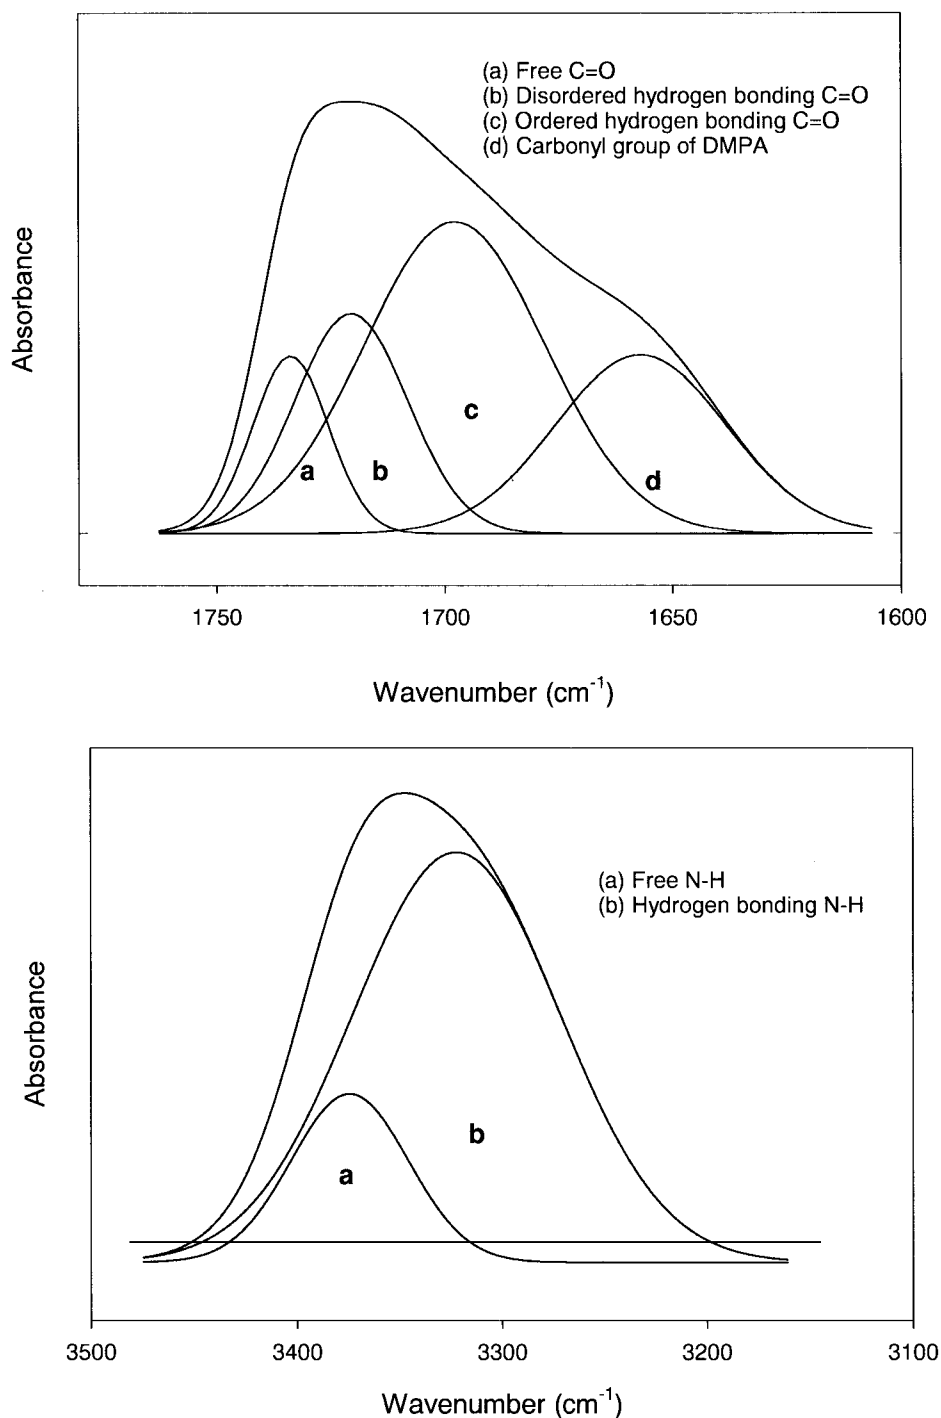 (a) Free C=O
(b) Disordered hydrogen bonding C=O
(c) Ordered hydrogen bonding C=O
(d) Carbonyl group of DMPA
Absorbance
a
b
c
d
1750
1700
1650
1600
Wavenumber (cm⁻¹)
(a) Free N-H
(b) Hydrogen bonding N-H
Absorbance
a
b
3500
3400
3300
3200
3100
Wavenumber (cm⁻¹)